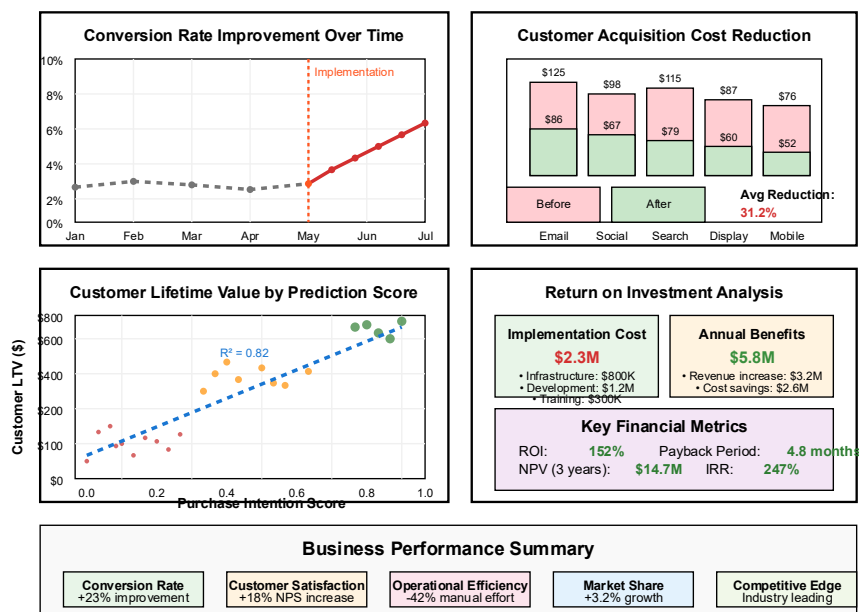 Conversion Rate Improvement Over Time
10%
8%
6%
4%
2%
0%
Implementation
Jan Feb Mar Apr May Jun Jul
Customer Acquisition Cost Reduction
$125 $98 $115 $87 $76
$86 $67 $79 $60 $52
Before After
Avg Reduction:
31.2%
Email Social Search Display Mobile
Customer Lifetime Value by Prediction Score
Customer LTV ($)
$800
$600
$400
$200
$100
$0
R² = 0.82
0.0 0.2 0.4 0.6 0.8 1.0
Purchase Intention Score
Return on Investment Analysis
Implementation Cost
$2.3M
• Infrastructure: $800K
• Development: $1.2M
• Training: $300K
Annual Benefits
$5.8M
• Revenue increase: $3.2M
• Cost savings: $2.6M
Key Financial Metrics
ROI: 152% Payback Period: 4.8 months
NPV (3 years): $14.7M IRR: 247%
Business Performance Summary
Conversion Rate
+23% improvement
Customer Satisfaction
+18% NPS increase
Operational Efficiency
-42% manual effort
Market Share
+3.2% growth
Competitive Edge
Industry leading